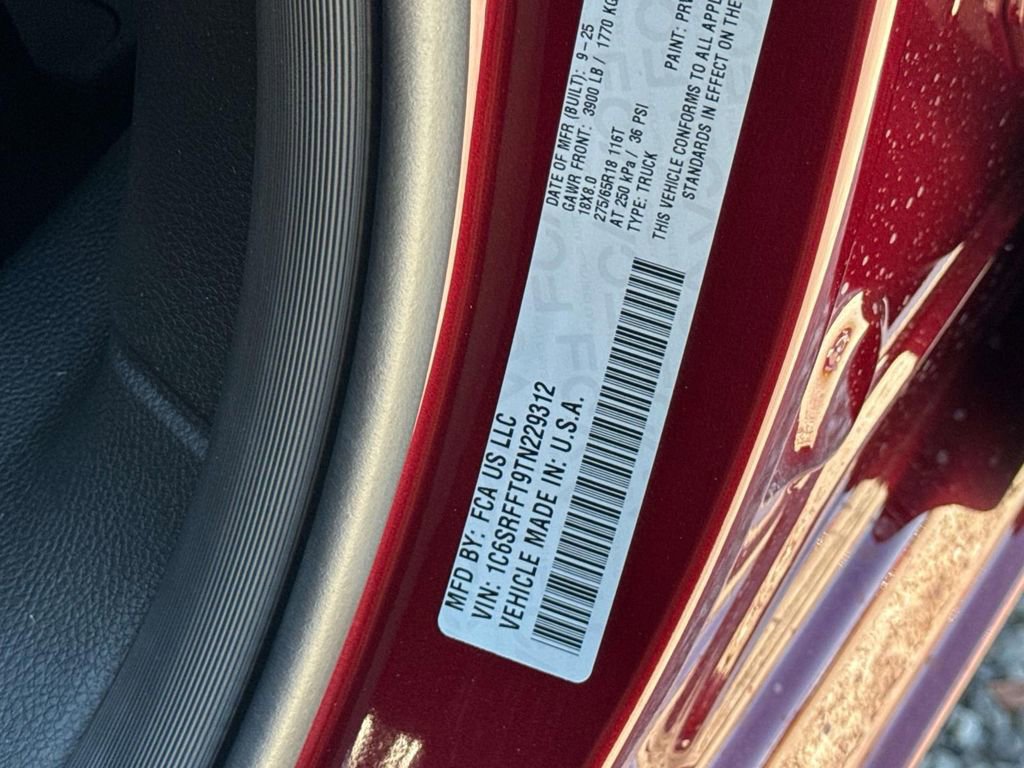 MFD BY: FCA US LLC
VIN: 1C6SRFFT9TN229312
VEHICLE MADE IN: U.S.A.
DATE OF MFR (BUILT): 9-25
GAWR FRONT: 3900 LB / 1770 KG
18X8.0
275/65R18 116T
AT 250 kPa / 36 PSI
TYPE: TRUCK
PAINT: PRV
THIS VEHICLE CONFORMS TO ALL APPL
STANDARDS IN EFFECT ON THE